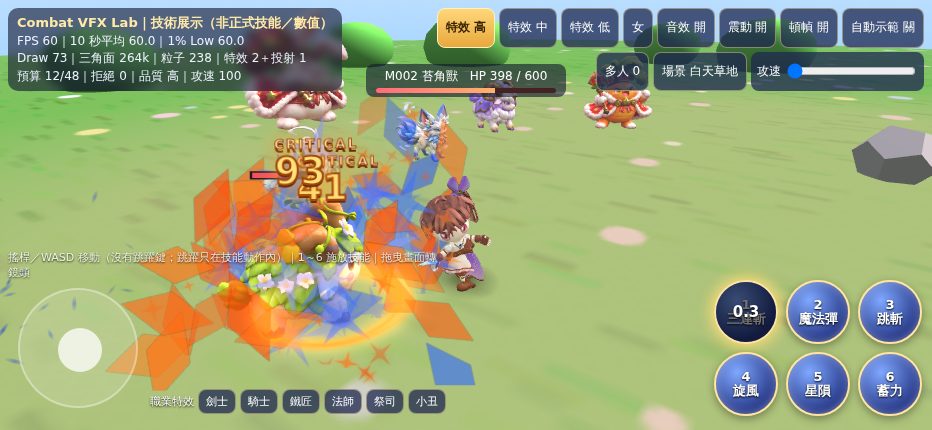 Combat VFX Lab｜技術展示（非正式技能／數值）
FPS 60｜10 秒平均 60.0｜1% Low 60.0
Draw 73｜三角面 264k｜粒子 238｜特效 2＋投射 1
預算 12/48｜拒絕 0｜品質 高｜攻速 100
特效 高
特效 中
特效 低
女
音效 開
震動 開
頓幀 開
自動示範 關
多人 0
場景 白天草地
攻速
M002 苔角獸 HP 398 / 600
CRITICAL
CRITICAL
93
41
搖桿／WASD 移動（沒有跳躍鍵；跳躍只在技能動作內）｜1～6 施放技能｜拖曳畫面轉
鏡頭
1
0.3
三連斬
2
魔法彈
3
跳斬
4
旋風
5
星隕
6
蓄力
職業特效
劍士
騎士
鐵匠
法師
祭司
小丑